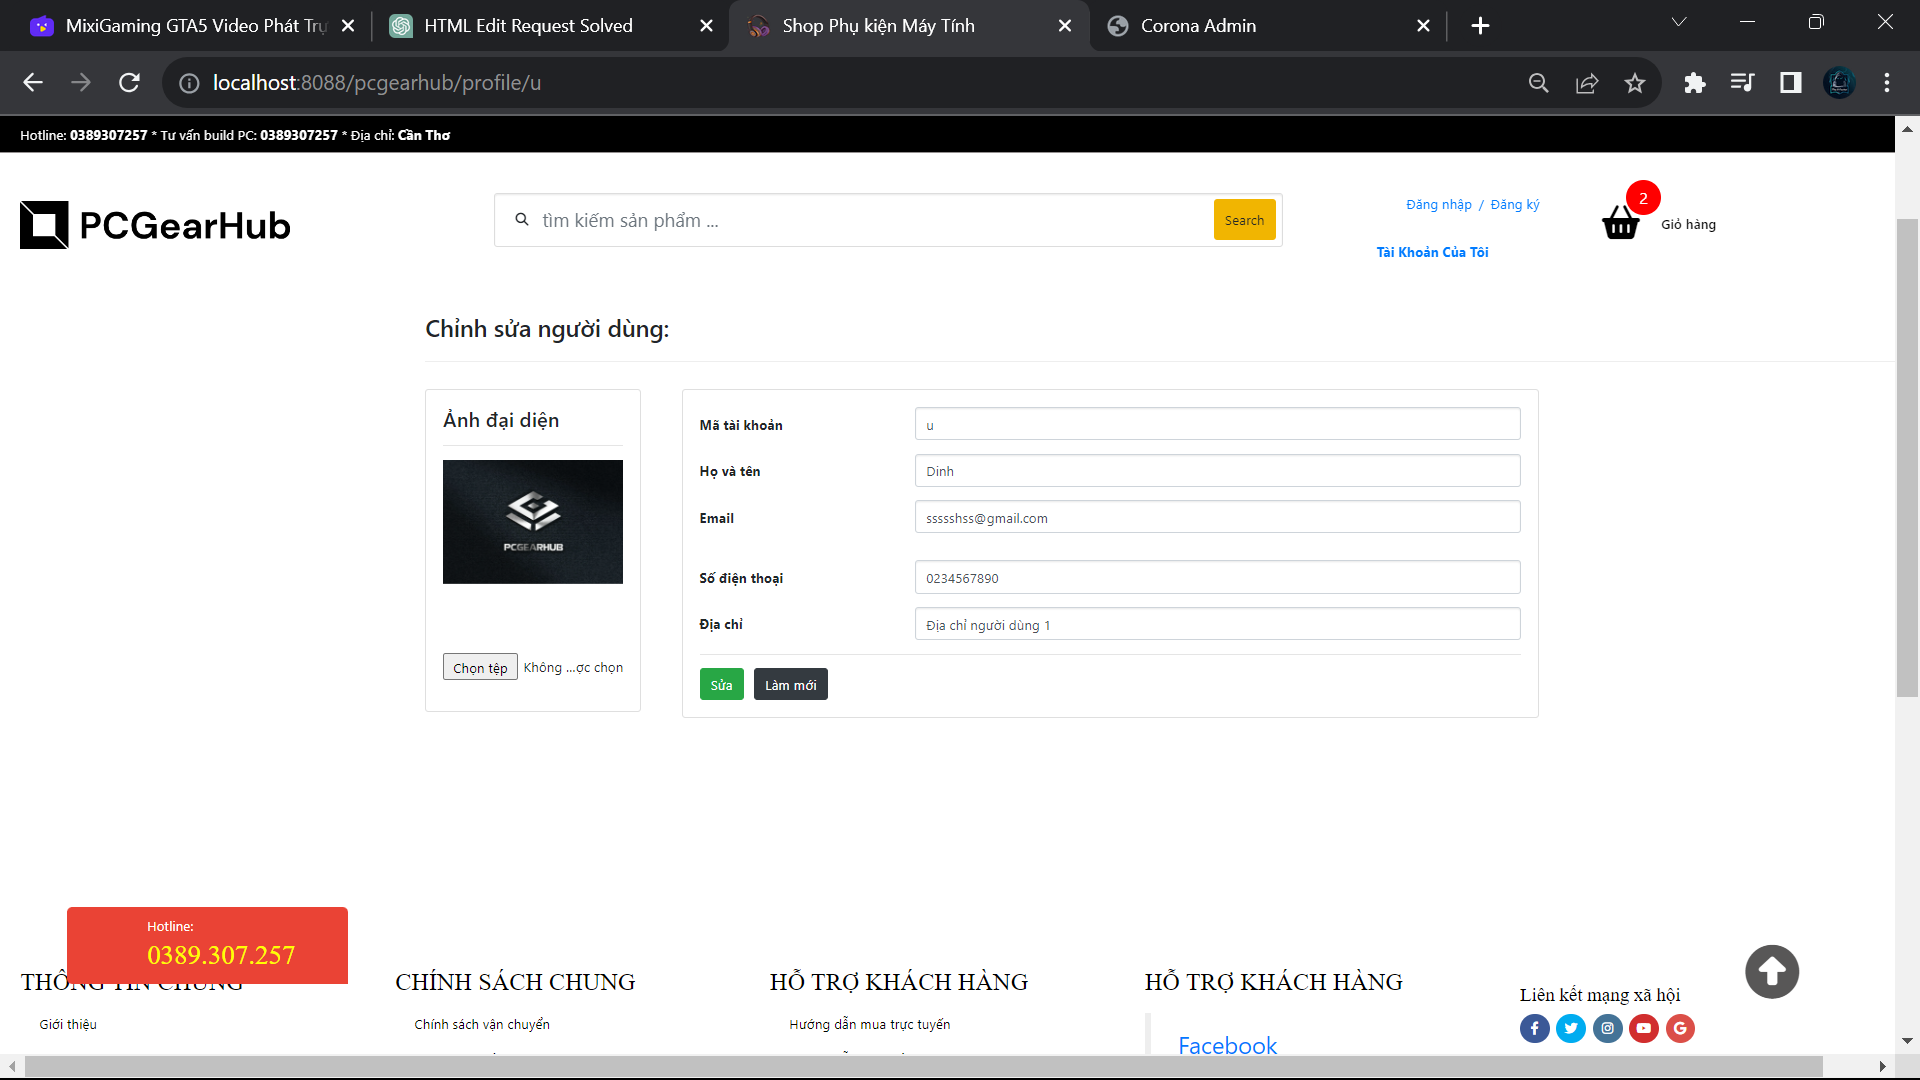 MixiGaming GTA5 Video Phát Trự
HTML Edit Request Solved
Shop Phụ kiện Máy Tính
Corona Admin
localhost:8088/pcgearhub/profile/u
Hotline: 0389307257 * Tư vấn build PC: 0389307257 * Địa chỉ: Cần Thơ
PCGearHub
tìm kiếm sản phẩm ...
Search
Đăng nhập / Đăng ký
Tài Khoản Của Tôi
2
Giỏ hàng
Chỉnh sửa người dùng:
Ảnh đại diện
PCGEARHUB
Chọn tệp Không ...ợc chọn
Mã tài khoản
u
Họ và tên
Dinh
Email
sssshss@gmail.com
Số điện thoại
0234567890
Địa chỉ
Địa chỉ người dùng 1
Sửa
Làm mới
Hotline:
0389.307.257
THÔNG TIN CHUNG
Giới thiệu
CHÍNH SÁCH CHUNG
Chính sách vận chuyển
HỖ TRỢ KHÁCH HÀNG
Hướng dẫn mua trực tuyến
HỖ TRỢ KHÁCH HÀNG
Facebook
Liên kết mạng xã hội